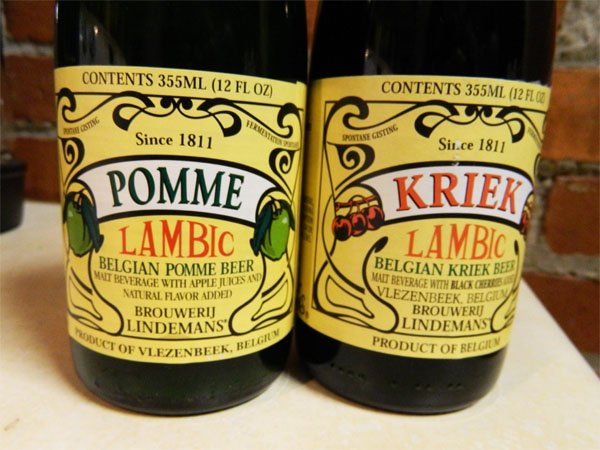 CONTENTS 355ML (12 FL OZ)
SPONTANE GISTING
FERMENTATION SPONTANÉE
Since 1811
POMME
LAMBIC
BELGIAN POMME BEER
MALT BEVERAGE WITH APPLE JUICES AND
NATURAL FLAVOR ADDED
BROUWERIJ
LINDEMANS
PRODUCT OF VLEZENBEEK, BELGIUM
CONTENTS 355ML (12 FL OZ)
SPONTANE GISTING
Since 1811
KRIEK
LAMBIC
BELGIAN KRIEK BEER
MALT BEVERAGE WITH BLACK CHERRIES
VLEZENBEEK, BELGIUM
BROUWERIJ
LINDEMANS
PRODUCT OF BELGIUM